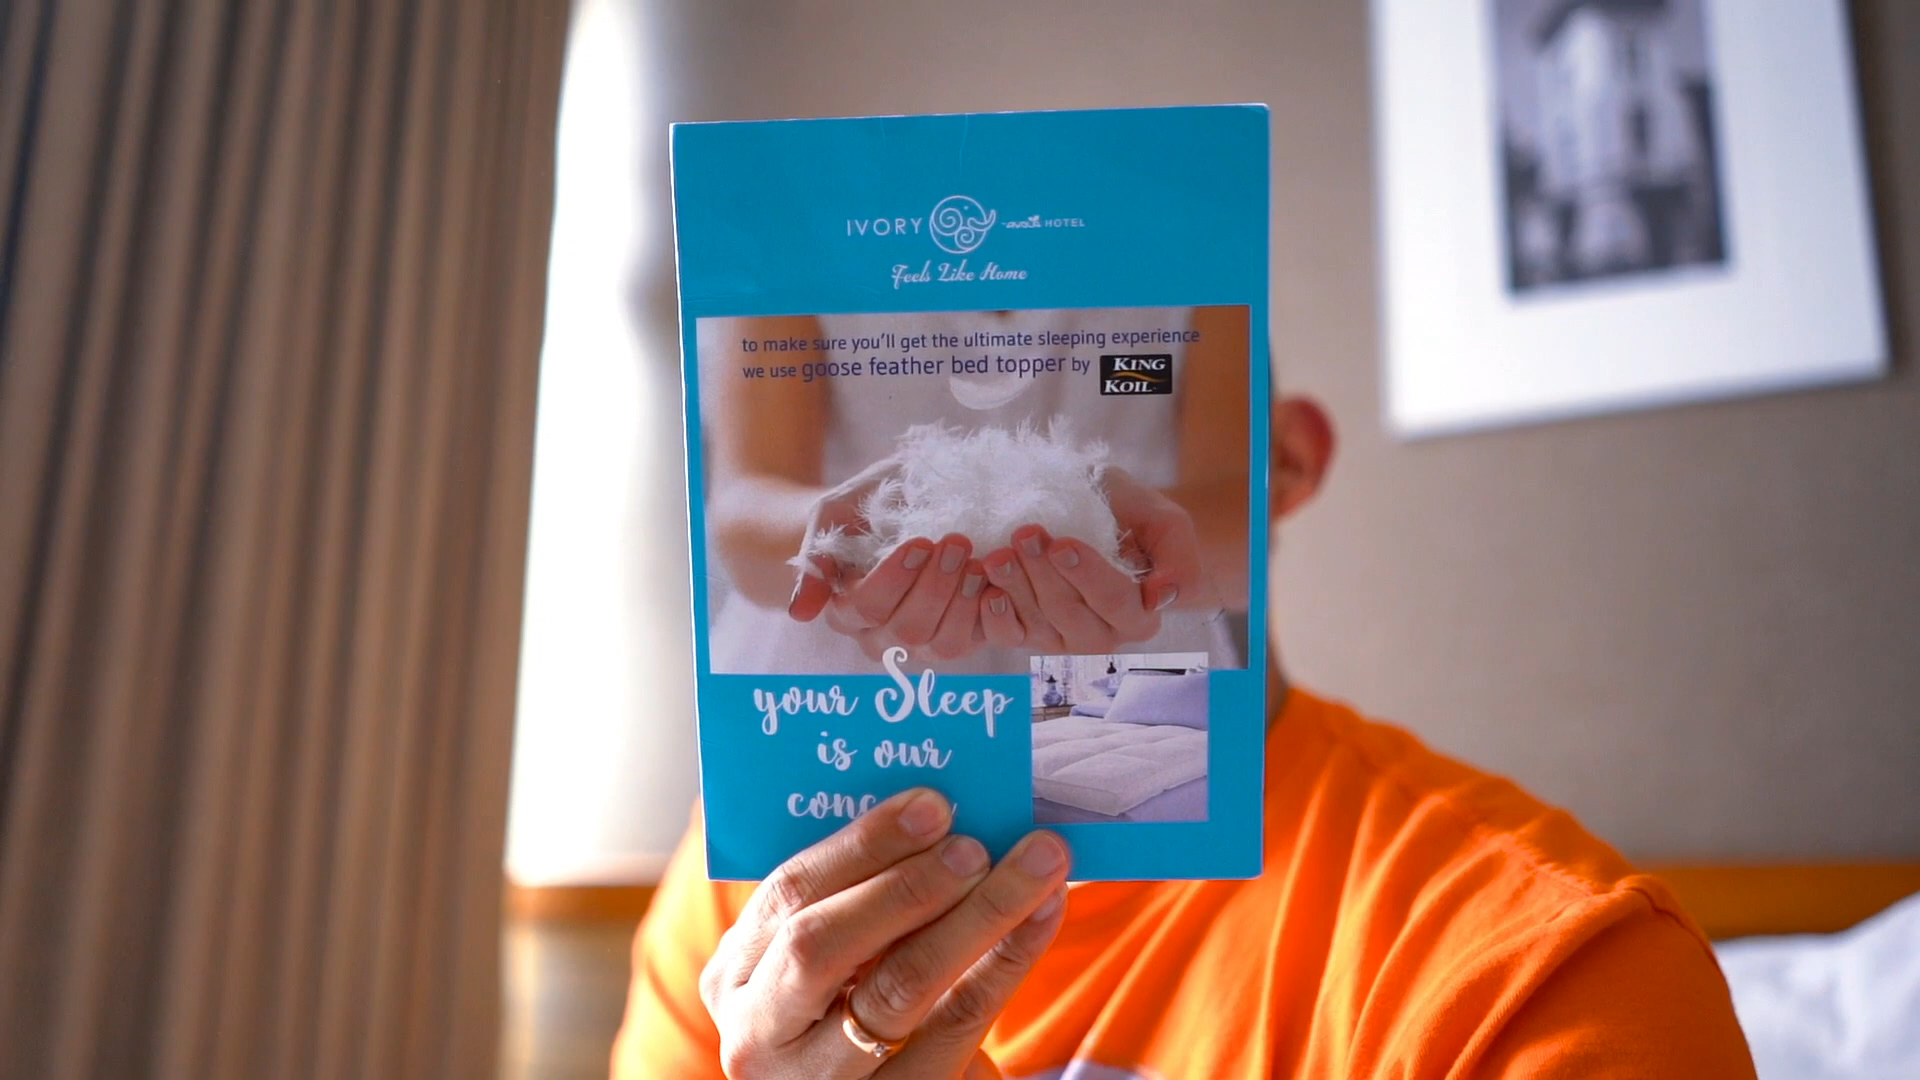 IVORY HOTEL
Feels Like Home
to make sure you'll get the ultimate sleeping experience
we use goose feather bed topper by KING KOIL
your Sleep
is our